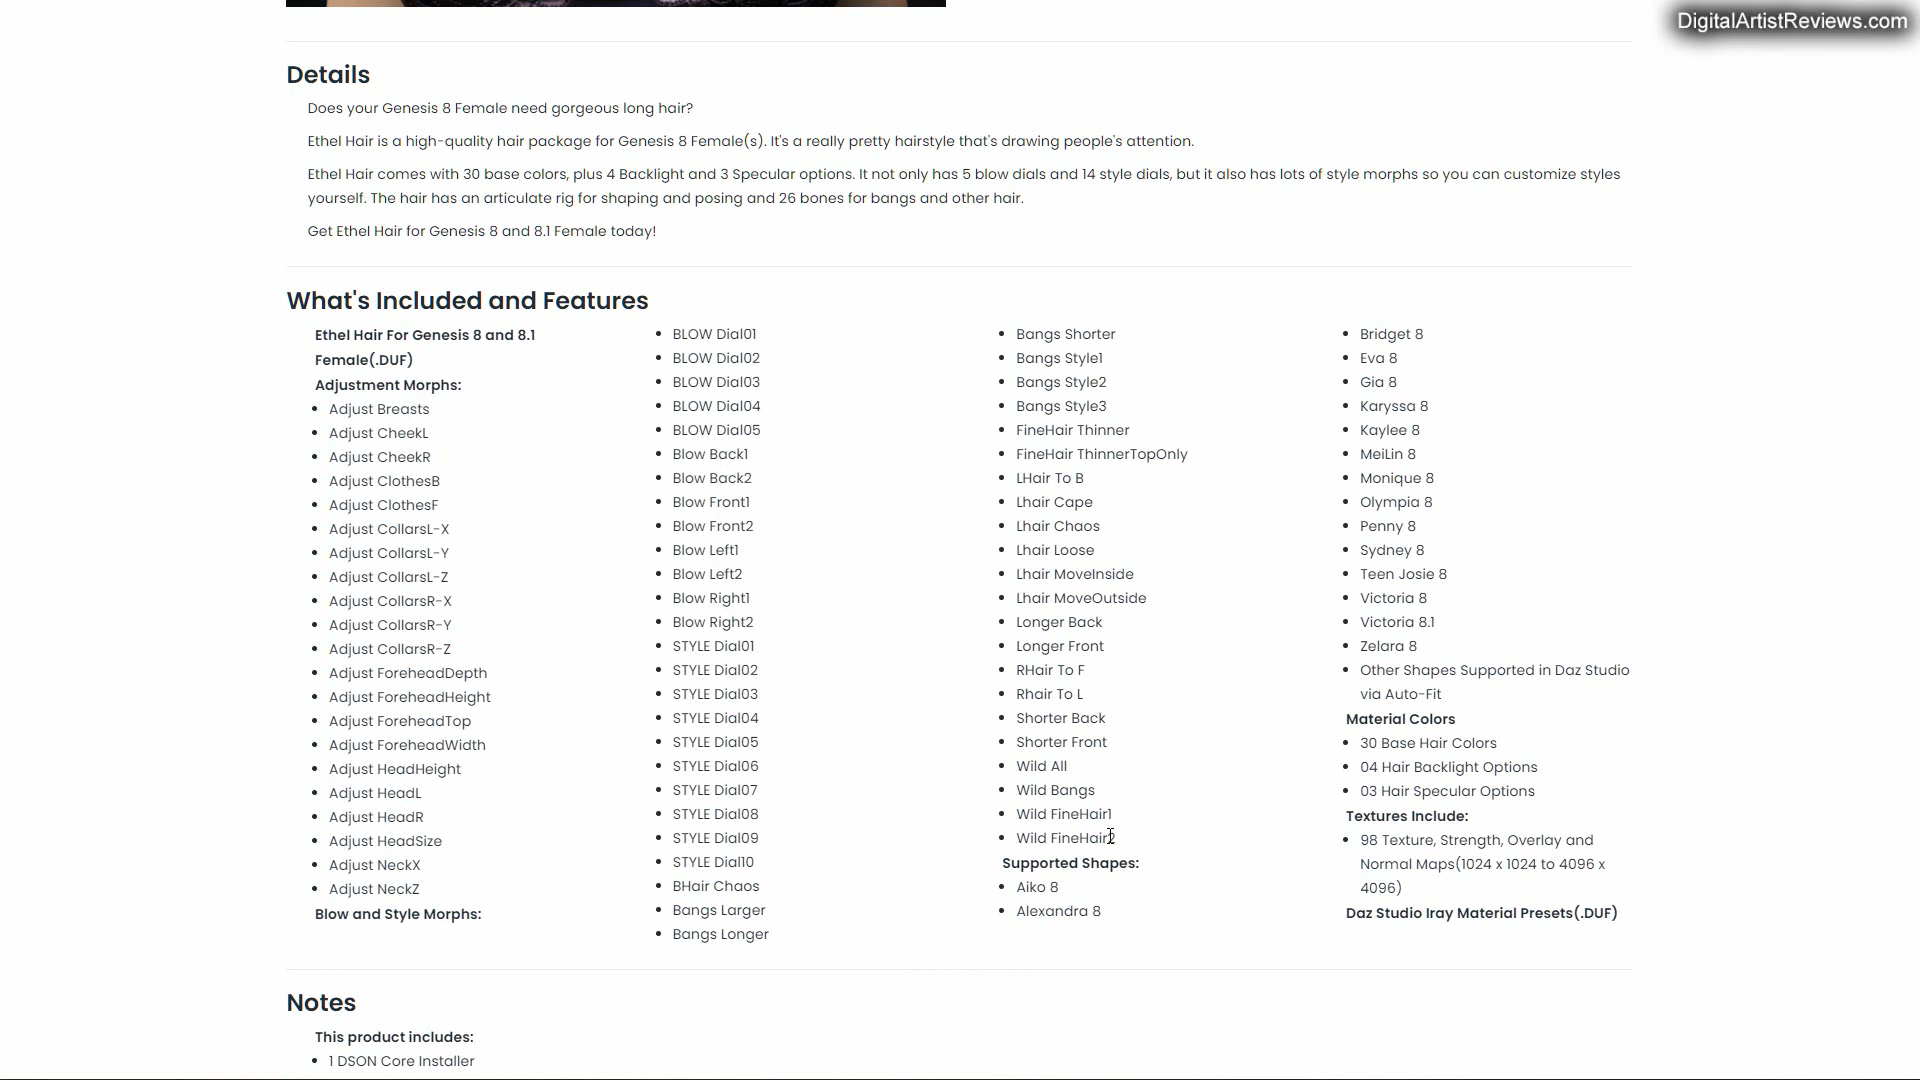 DigitalArtistReviews.com
Details
Does your Genesis 8 Female need gorgeous long hair?
Ethel Hair is a high-quality hair package for Genesis 8 Female(s). It's a really pretty hairstyle that's drawing people's attention.
Ethel Hair comes with 30 base colors, plus 4 Backlight and 3 Specular options. It not only has 5 blow dials and 14 style dials, but it also has lots of style morphs so you can customize styles
yourself. The hair has an articulate rig for shaping and posing and 26 bones for bangs and other hair.
Get Ethel Hair for Genesis 8 and 8.1 Female today!
What's Included and Features
Ethel Hair For Genesis 8 and 8.1
Female(.DUF)
Adjustment Morphs:
Adjust Breasts
Adjust CheekL
Adjust CheekR
Adjust ClothesB
Adjust ClothesF
Adjust CollarsL-X
Adjust CollarsL-Y
Adjust CollarsL-Z
Adjust CollarsR-X
Adjust CollarsR-Y
Adjust CollarsR-Z
Adjust ForeheadDepth
Adjust ForeheadHeight
Adjust ForeheadTop
Adjust ForeheadWidth
Adjust HeadHeight
Adjust HeadL
Adjust HeadR
Adjust HeadSize
Adjust NeckX
Adjust NeckZ
Blow and Style Morphs:
BLOW Dial01
BLOW Dial02
BLOW Dial03
BLOW Dial04
BLOW Dial05
Blow Back1
Blow Back2
Blow Front1
Blow Front2
Blow Left1
Blow Left2
Blow Right1
Blow Right2
STYLE Dial01
STYLE Dial02
STYLE Dial03
STYLE Dial04
STYLE Dial05
STYLE Dial06
STYLE Dial07
STYLE Dial08
STYLE Dial09
STYLE Dial10
BHair Chaos
Bangs Larger
Bangs Longer
Bangs Shorter
Bangs Style1
Bangs Style2
Bangs Style3
FineHair Thinner
FineHair ThinnerTopOnly
LHair To B
Lhair Cape
Lhair Chaos
Lhair Loose
Lhair MoveInside
Lhair MoveOutside
Longer Back
Longer Front
RHair To F
Rhair To L
Shorter Back
Shorter Front
Wild All
Wild Bangs
Wild FineHair1
Wild FineHair2
Supported Shapes:
Aiko 8
Alexandra 8
Bridget 8
Eva 8
Gia 8
Karyssa 8
Kaylee 8
MeiLin 8
Monique 8
Olympia 8
Penny 8
Sydney 8
Teen Josie 8
Victoria 8
Victoria 8.1
Zelara 8
Other Shapes Supported in Daz Studio
via Auto-Fit
Material Colors
30 Base Hair Colors
04 Hair Backlight Options
03 Hair Specular Options
Textures Include:
98 Texture, Strength, Overlay and
Normal Maps(1024 x 1024 to 4096 x
4096)
Daz Studio Iray Material Presets(.DUF)
Notes
This product includes:
1 DSON Core Installer